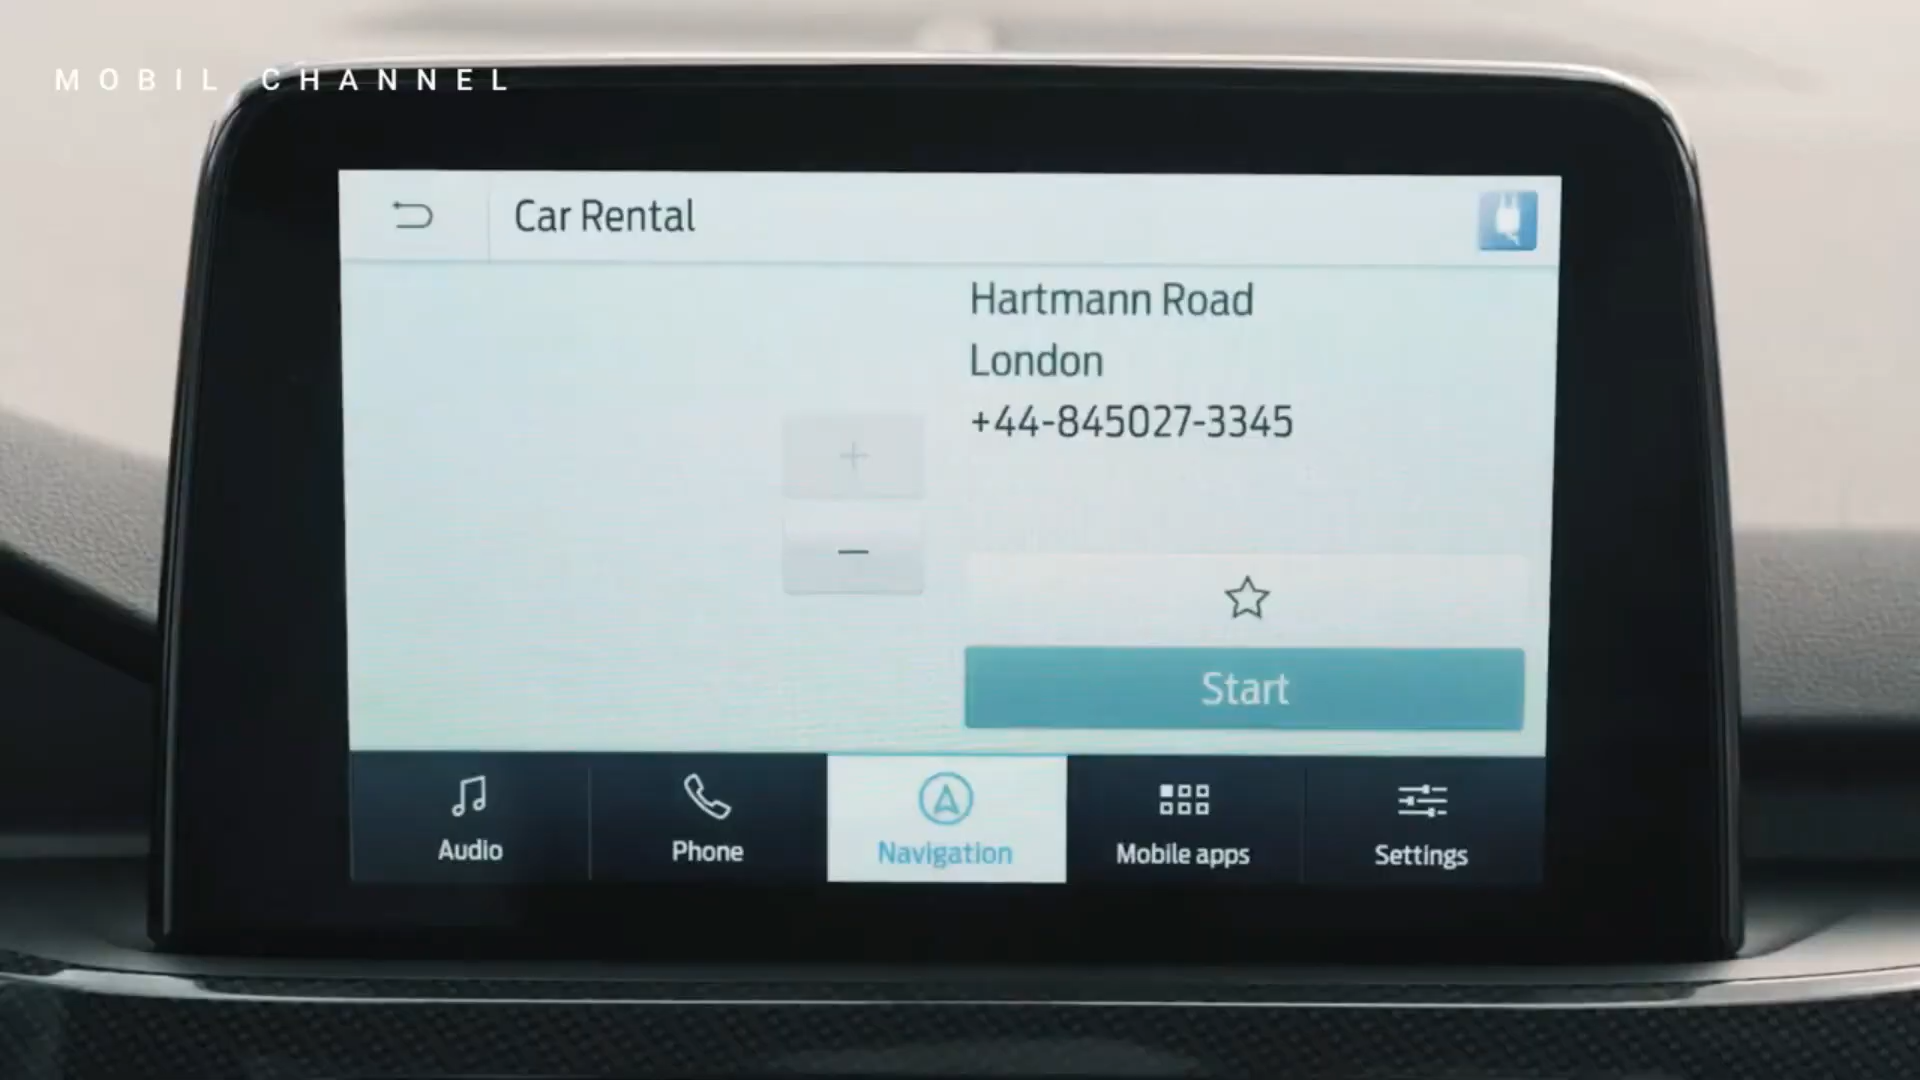 MOBIL CHANNEL
Car Rental
Hartmann Road
London
+44-845027-3345
+
−
Start
Audio
Phone
Navigation
Mobile apps
Settings